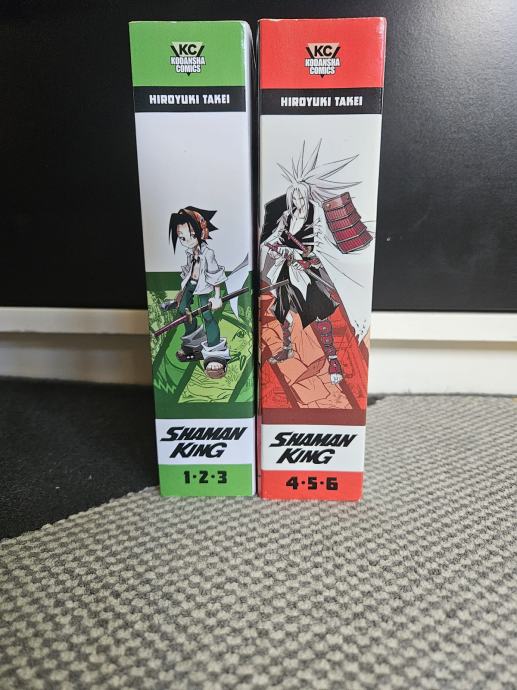 KC
KODANSHA
COMICS
HIROYUKI TAKEI
SHAMAN
KING
1·2·3
KC
KODANSHA
COMICS
HIROYUKI TAKEI
SHAMAN
KING
4·5·6